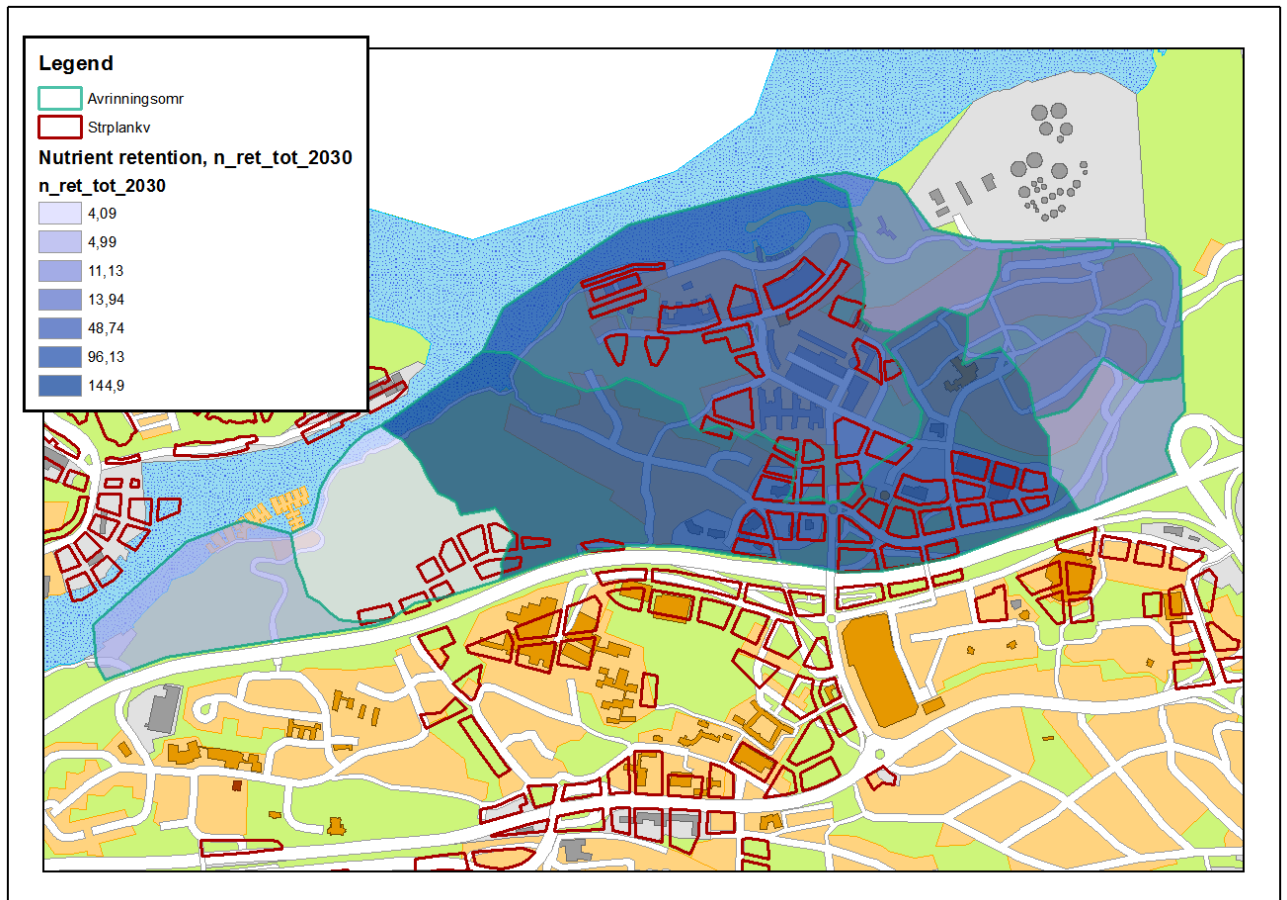 Legend
Avrinningsomr
Strplankv
Nutrient retention, n_ret_tot_2030
n_ret_tot_2030
4,09
4,99
11,13
13,94
48,74
96,13
144,9